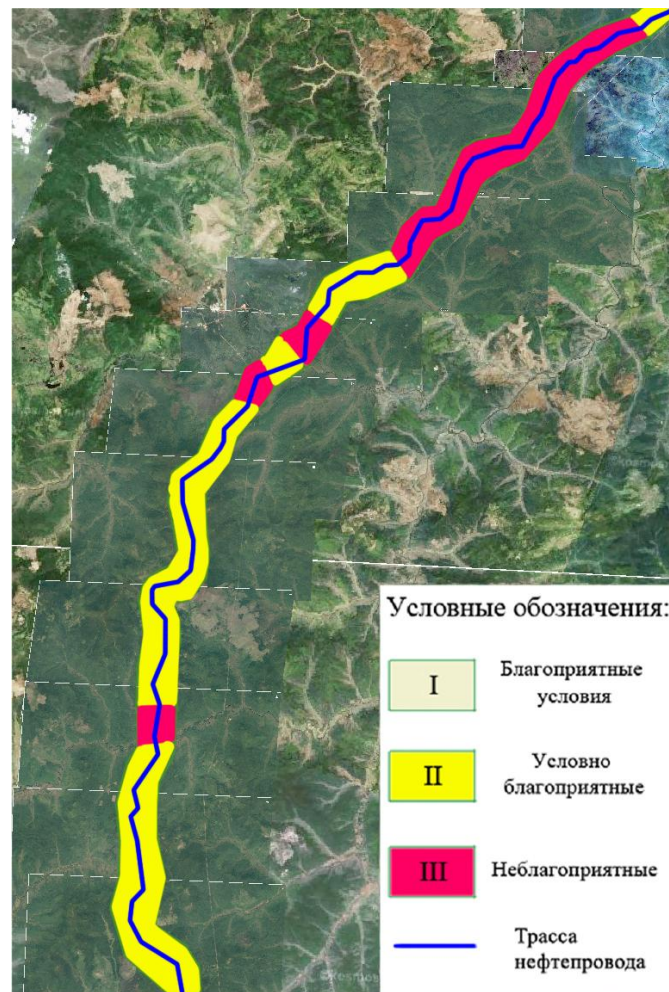 Условные обозначения:
I
Благоприятные
условия
II
Условно
благоприятные
III
Неблагоприятные
Трасса
нефтепровода